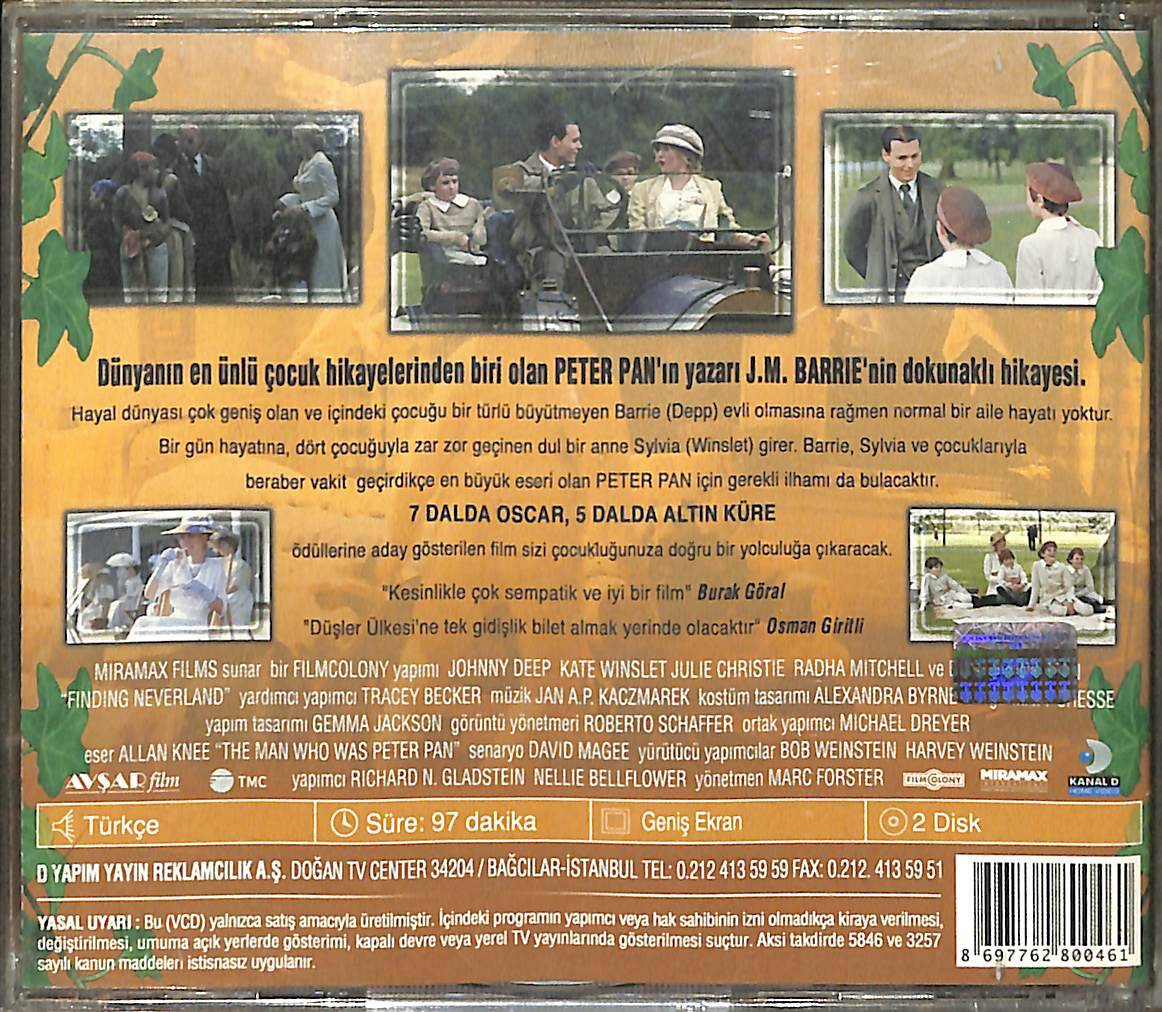 Dünyanın en ünlü çocuk hikayelerinden biri olan PETER PAN'ın yazarı J.M. BARRIE'nin dokunaklı hikayesi.
Hayal dünyası çok geniş olan ve içindeki çocuğu bir türlü büyütmeyen Barrie (Depp) evli olmasına rağmen normal bir aile hayatı yoktur.
Bir gün hayatına, dört çocuğuyla zar zor geçinen dul bir anne Sylvia (Winslet) girer. Barrie, Sylvia ve çocuklarıyla
beraber vakit geçirdikçe en büyük eseri olan PETER PAN için gerekli ilhamı da bulacaktır.
7 DALDA OSCAR, 5 DALDA ALTIN KÜRE
ödüllerine aday gösterilen film sizi çocukluğunuza doğru bir yolculuğa çıkaracak.
"Kesinlikle çok sempatik ve iyi bir film" Burak Göral
"Düşler Ülkesi'ne tek gidişlik bilet almak yerinde olacaktır" Osman Giritli
MIRAMAX FILMS sunar bir FILMCOLONY yapımı JOHNNY DEEP KATE WINSLET JULIE CHRISTIE RADHA MITCHELL ve
"FINDING NEVERLAND" yardımcı yapımcı TRACEY BECKER müzik JAN A.P. KACZMAREK kostüm tasarımı ALEXANDRA BYRNE
yapım tasarımı GEMMA JACKSON görüntü yönetmeri ROBERTO SCHAFFER ortak yapımcı MICHAEL DREYER
eser ALLAN KNEE "THE MAN WHO WAS PETER PAN" senaryo DAVID MAGEE yürütücü yapımcılar BOB WEINSTEIN HARVEY WEINSTEIN
AVŞAR film TMC yapımcı RICHARD N. GLADSTEIN NELLIE BELLFLOWER yönetmen MARC FORSTER FILMCOLONY MIRAMAX KANAL D
HOME VIDEO
Türkçe Süre: 97 dakika Geniş Ekran 2 Disk
D YAPIM YAYIN REKLAMCILIK A.Ş. DOĞAN TV CENTER 34204 / BAĞCILAR-İSTANBUL TEL: 0.212 413 59 59 FAX: 0.212. 413 59 51
YASAL UYARI : Bu (VCD) yalnızca satış amacıyla üretilmiştir. İçindeki programın yapımcı veya hak sahibinin izni olmadıkça kiraya verilmesi,
değiştirilmesi, umuma açık yerlerde gösterimi, kapalı devre veya yerel TV yayınlarında gösterilmesi suçtur. Aksi takdirde 5846 ve 3257
sayılı kanun maddeleri istisnasız uygulanır.
8 697762 800461